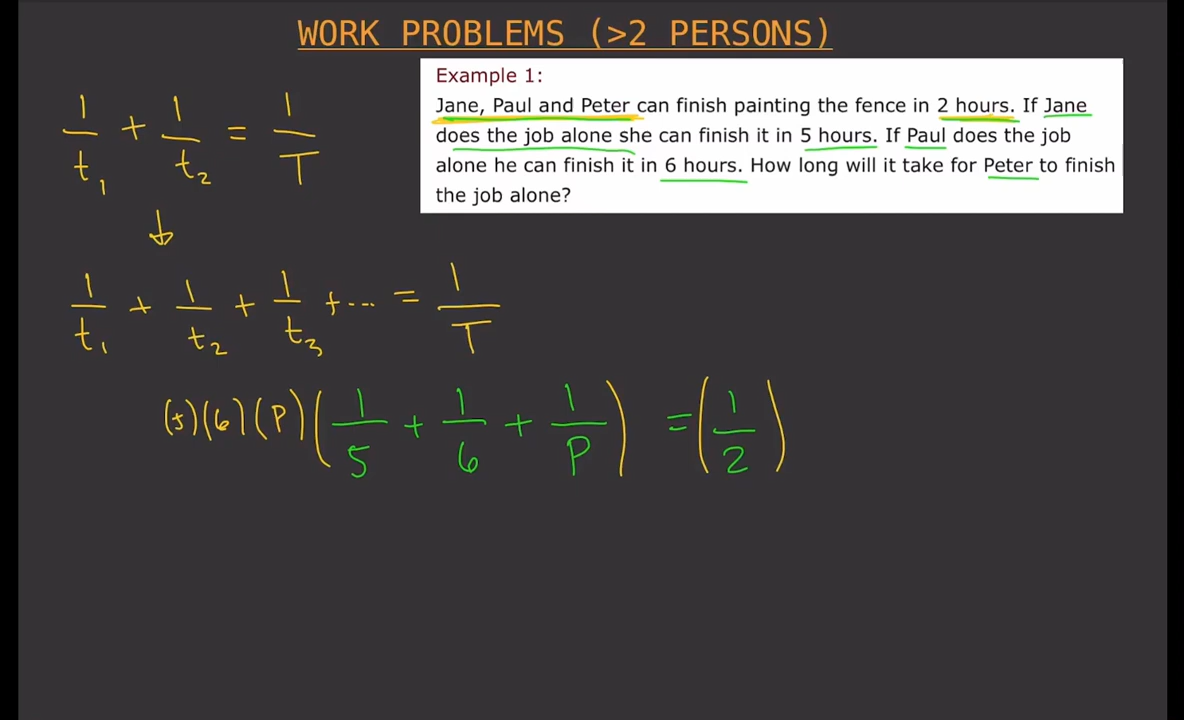 WORK PROBLEMS (>2 PERSONS)
Example 1:
Jane, Paul and Peter can finish painting the fence in 2 hours. If Jane
does the job alone she can finish it in 5 hours. If Paul does the job
alone he can finish it in 6 hours. How long will it take for Peter to finish
the job alone?
1/t₁ + 1/t₂ = 1/T
↓
1/t₁ + 1/t₂ + 1/t₃ + ... = 1/T
(5)(6)(P)(1/5 + 1/6 + 1/P) = (1/2)